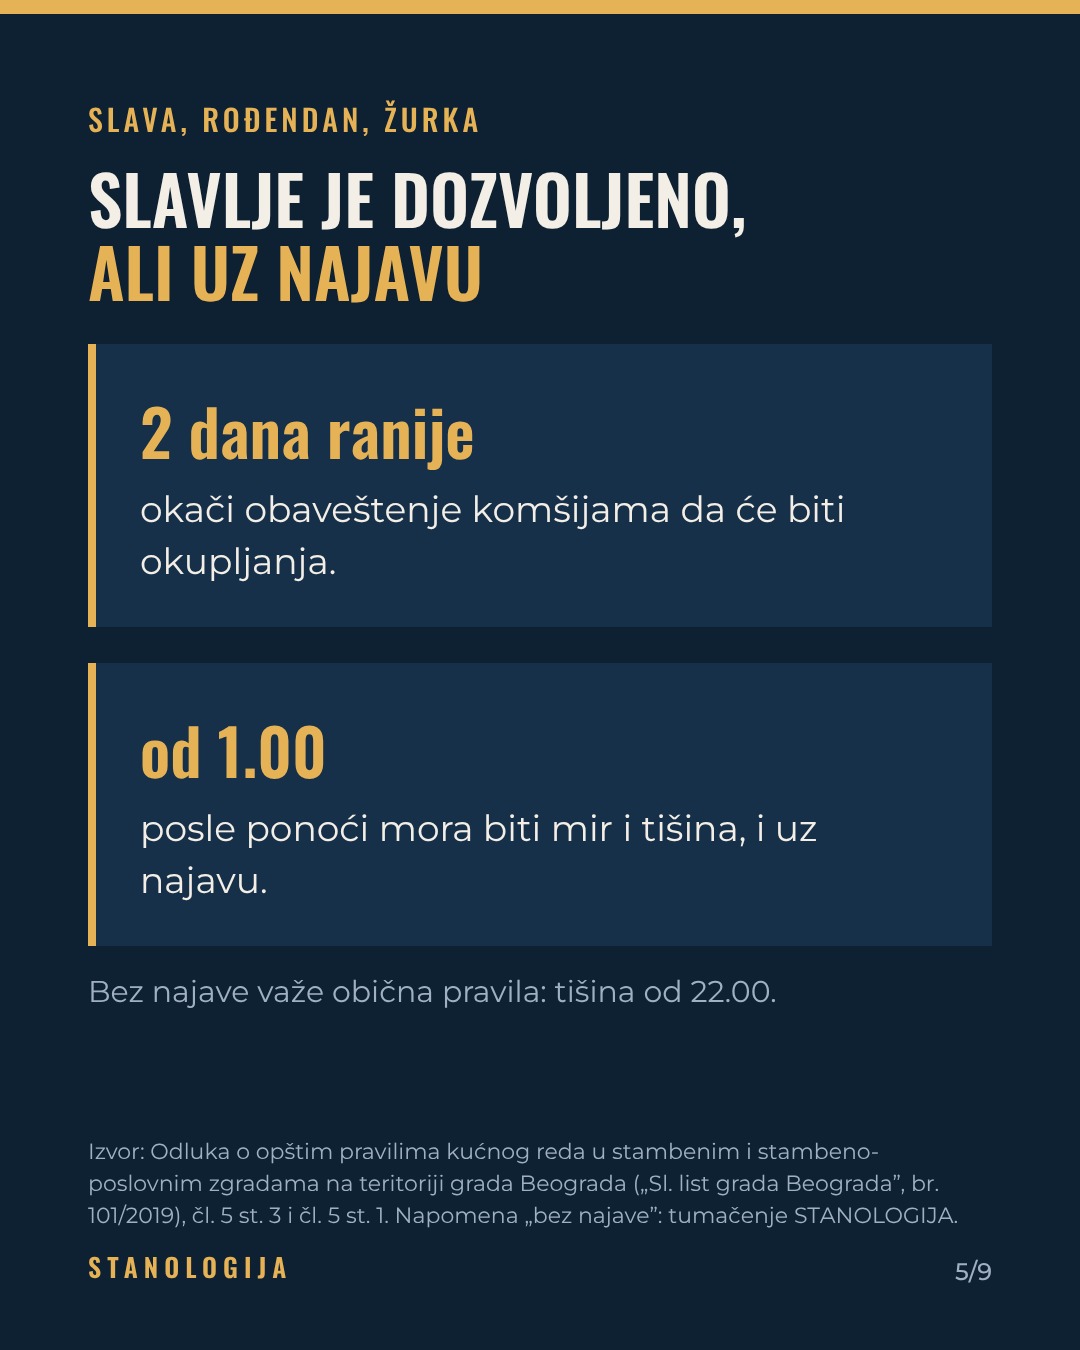 SLAVA, ROĐENDAN, ŽURKA
SLAVLJE JE DOZVOLJENO,
ALI UZ NAJAVU
2 dana ranije
okači obaveštenje komšijama da će biti
okupljanja.
od 1.00
posle ponoći mora biti mir i tišina, i uz
najavu.
Bez najave važe obična pravila: tišina od 22.00.
Izvor: Odluka o opštim pravilima kućnog reda u stambenim i stambeno-
poslovnim zgradama na teritoriji grada Beograda („Sl. list grada Beograda”, br.
101/2019), čl. 5 st. 3 i čl. 5 st. 1. Napomena „bez najave”: tumačenje STANOLOGIJA.
STANOLOGIJA
5/9